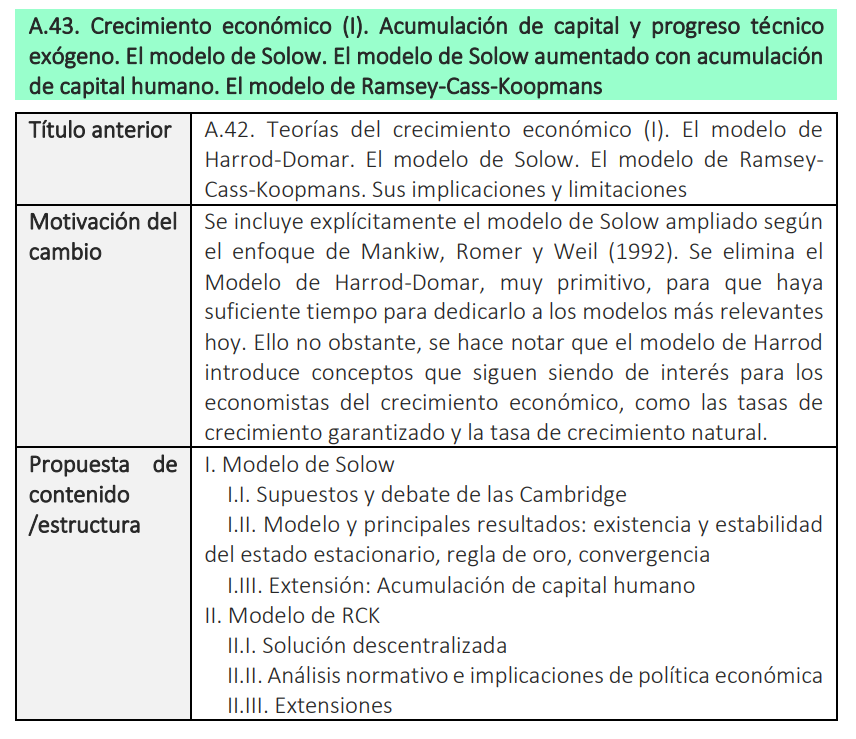 A.43. Crecimiento económico (I). Acumulación de capital y progreso técnico
exógeno. El modelo de Solow. El modelo de Solow aumentado con acumulación
de capital humano. El modelo de Ramsey-Cass-Koopmans
Título anterior
A.42. Teorías del crecimiento económico (I). El modelo de
Harrod-Domar. El modelo de Solow. El modelo de Ramsey-
Cass-Koopmans. Sus implicaciones y limitaciones
Motivación del
cambio
Se incluye explícitamente el modelo de Solow ampliado según
el enfoque de Mankiw, Romer y Weil (1992). Se elimina el
Modelo de Harrod-Domar, muy primitivo, para que haya
suficiente tiempo para dedicarlo a los modelos más relevantes
hoy. Ello no obstante, se hace notar que el modelo de Harrod
introduce conceptos que siguen siendo de interés para los
economistas del crecimiento económico, como las tasas de
crecimiento garantizado y la tasa de crecimiento natural.
Propuesta de
contenido
/estructura
I. Modelo de Solow
I.I. Supuestos y debate de las Cambridge
I.II. Modelo y principales resultados: existencia y estabilidad
del estado estacionario, regla de oro, convergencia
I.III. Extensión: Acumulación de capital humano
II. Modelo de RCK
II.I. Solución descentralizada
II.II. Análisis normativo e implicaciones de política económica
II.III. Extensiones